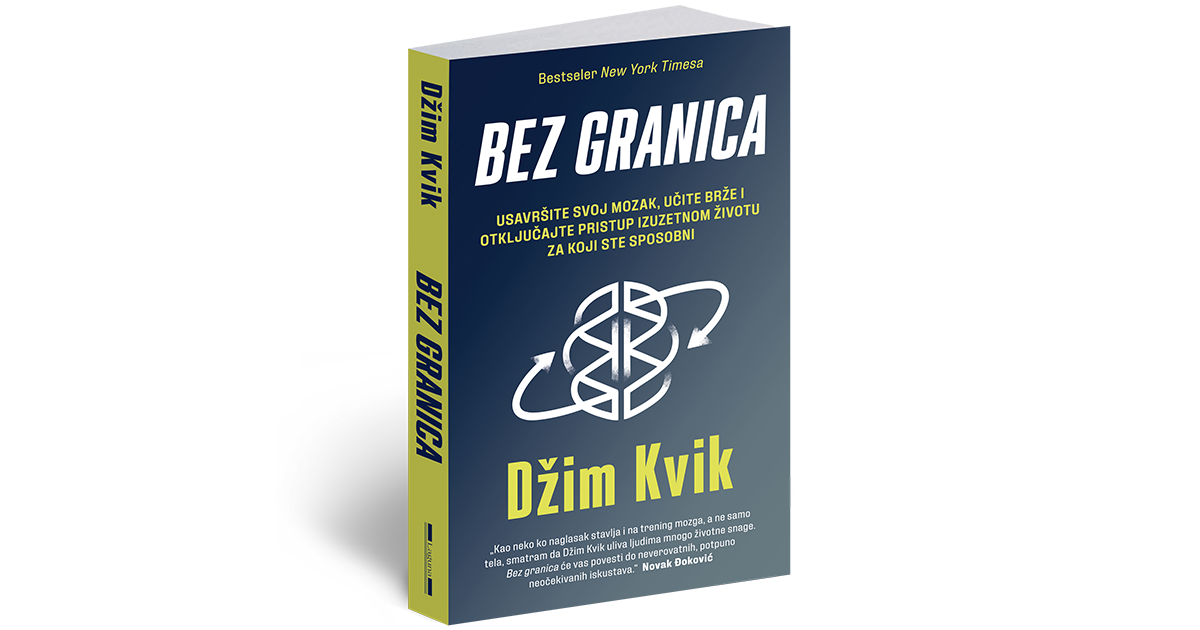 Bestseler New York Timesa
BEZ GRANICA
USAVRŠITE SVOJ MOZAK, UČITE BRŽE I
OTKLJUČAJTE PRISTUP IZUZETNOM ŽIVOTU
ZA KOJI STE SPOSOBNI
Džim Kvik
„Kao neko ko naglasak stavlja i na trening mozga, a ne samo
tela, smatram da Džim Kvik uliva ljudima mnogo životne snage.
Bez granica će vas povesti do neverovatnih, potpuno
neočekivanih iskustava.“ Novak Đoković
Džim Kvik
BEZ GRANICA
Laguna